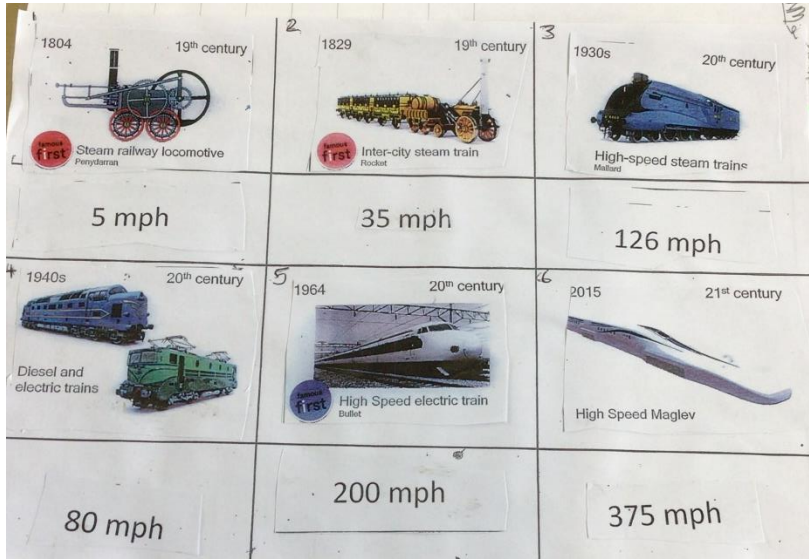 1
1804 19th century
famous first
Steam railway locomotive
Penydarran
2
1829 19th century
famous first
Inter-city steam train
Rocket
3
1930s 20th century
High-speed steam trains
Mallard
5 mph
35 mph
126 mph
4
1940s 20th century
Diesel and
electric trains
5
1964 20th century
famous first
High Speed electric train
Bullet
6
2015 21st century
High Speed Maglev
80 mph
200 mph
375 mph